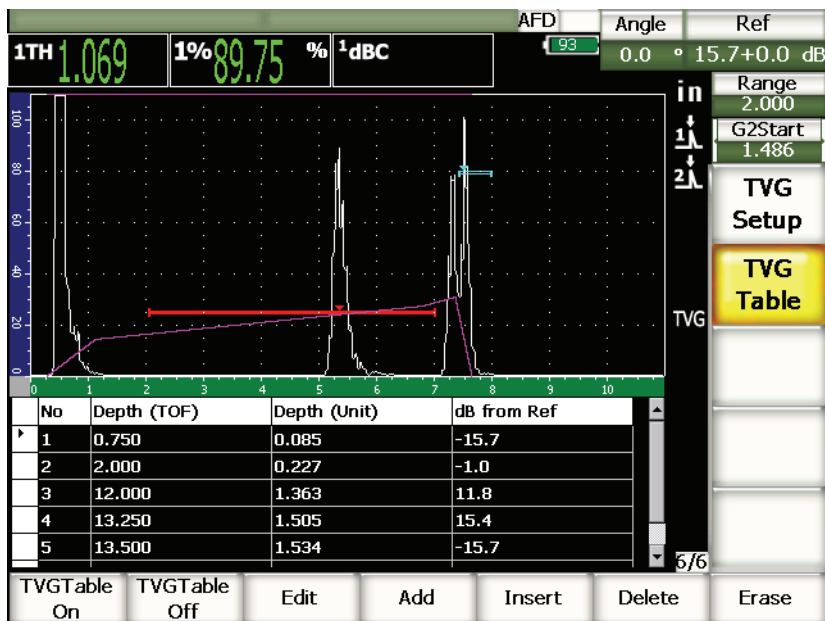 AFD
1TH 1.069
1% 89.75 %
1dBC
93
Angle
0.0 °
Ref
15.7+0.0 dB
in
Range
2.000
G2Start
1.486
1
2
TVG
Setup
TVG
Table
TVG
100
80
60
40
20
0
0 1 2 3 4 5 6 7 8 9 10
No Depth (TOF) Depth (Unit) dB from Ref
1 0.750 0.085 -15.7
2 2.000 0.227 -1.0
3 12.000 1.363 11.8
4 13.250 1.505 15.4
5 13.500 1.534 -15.7
6/6
TVGTable
On
TVGTable
Off
Edit
Add
Insert
Delete
Erase